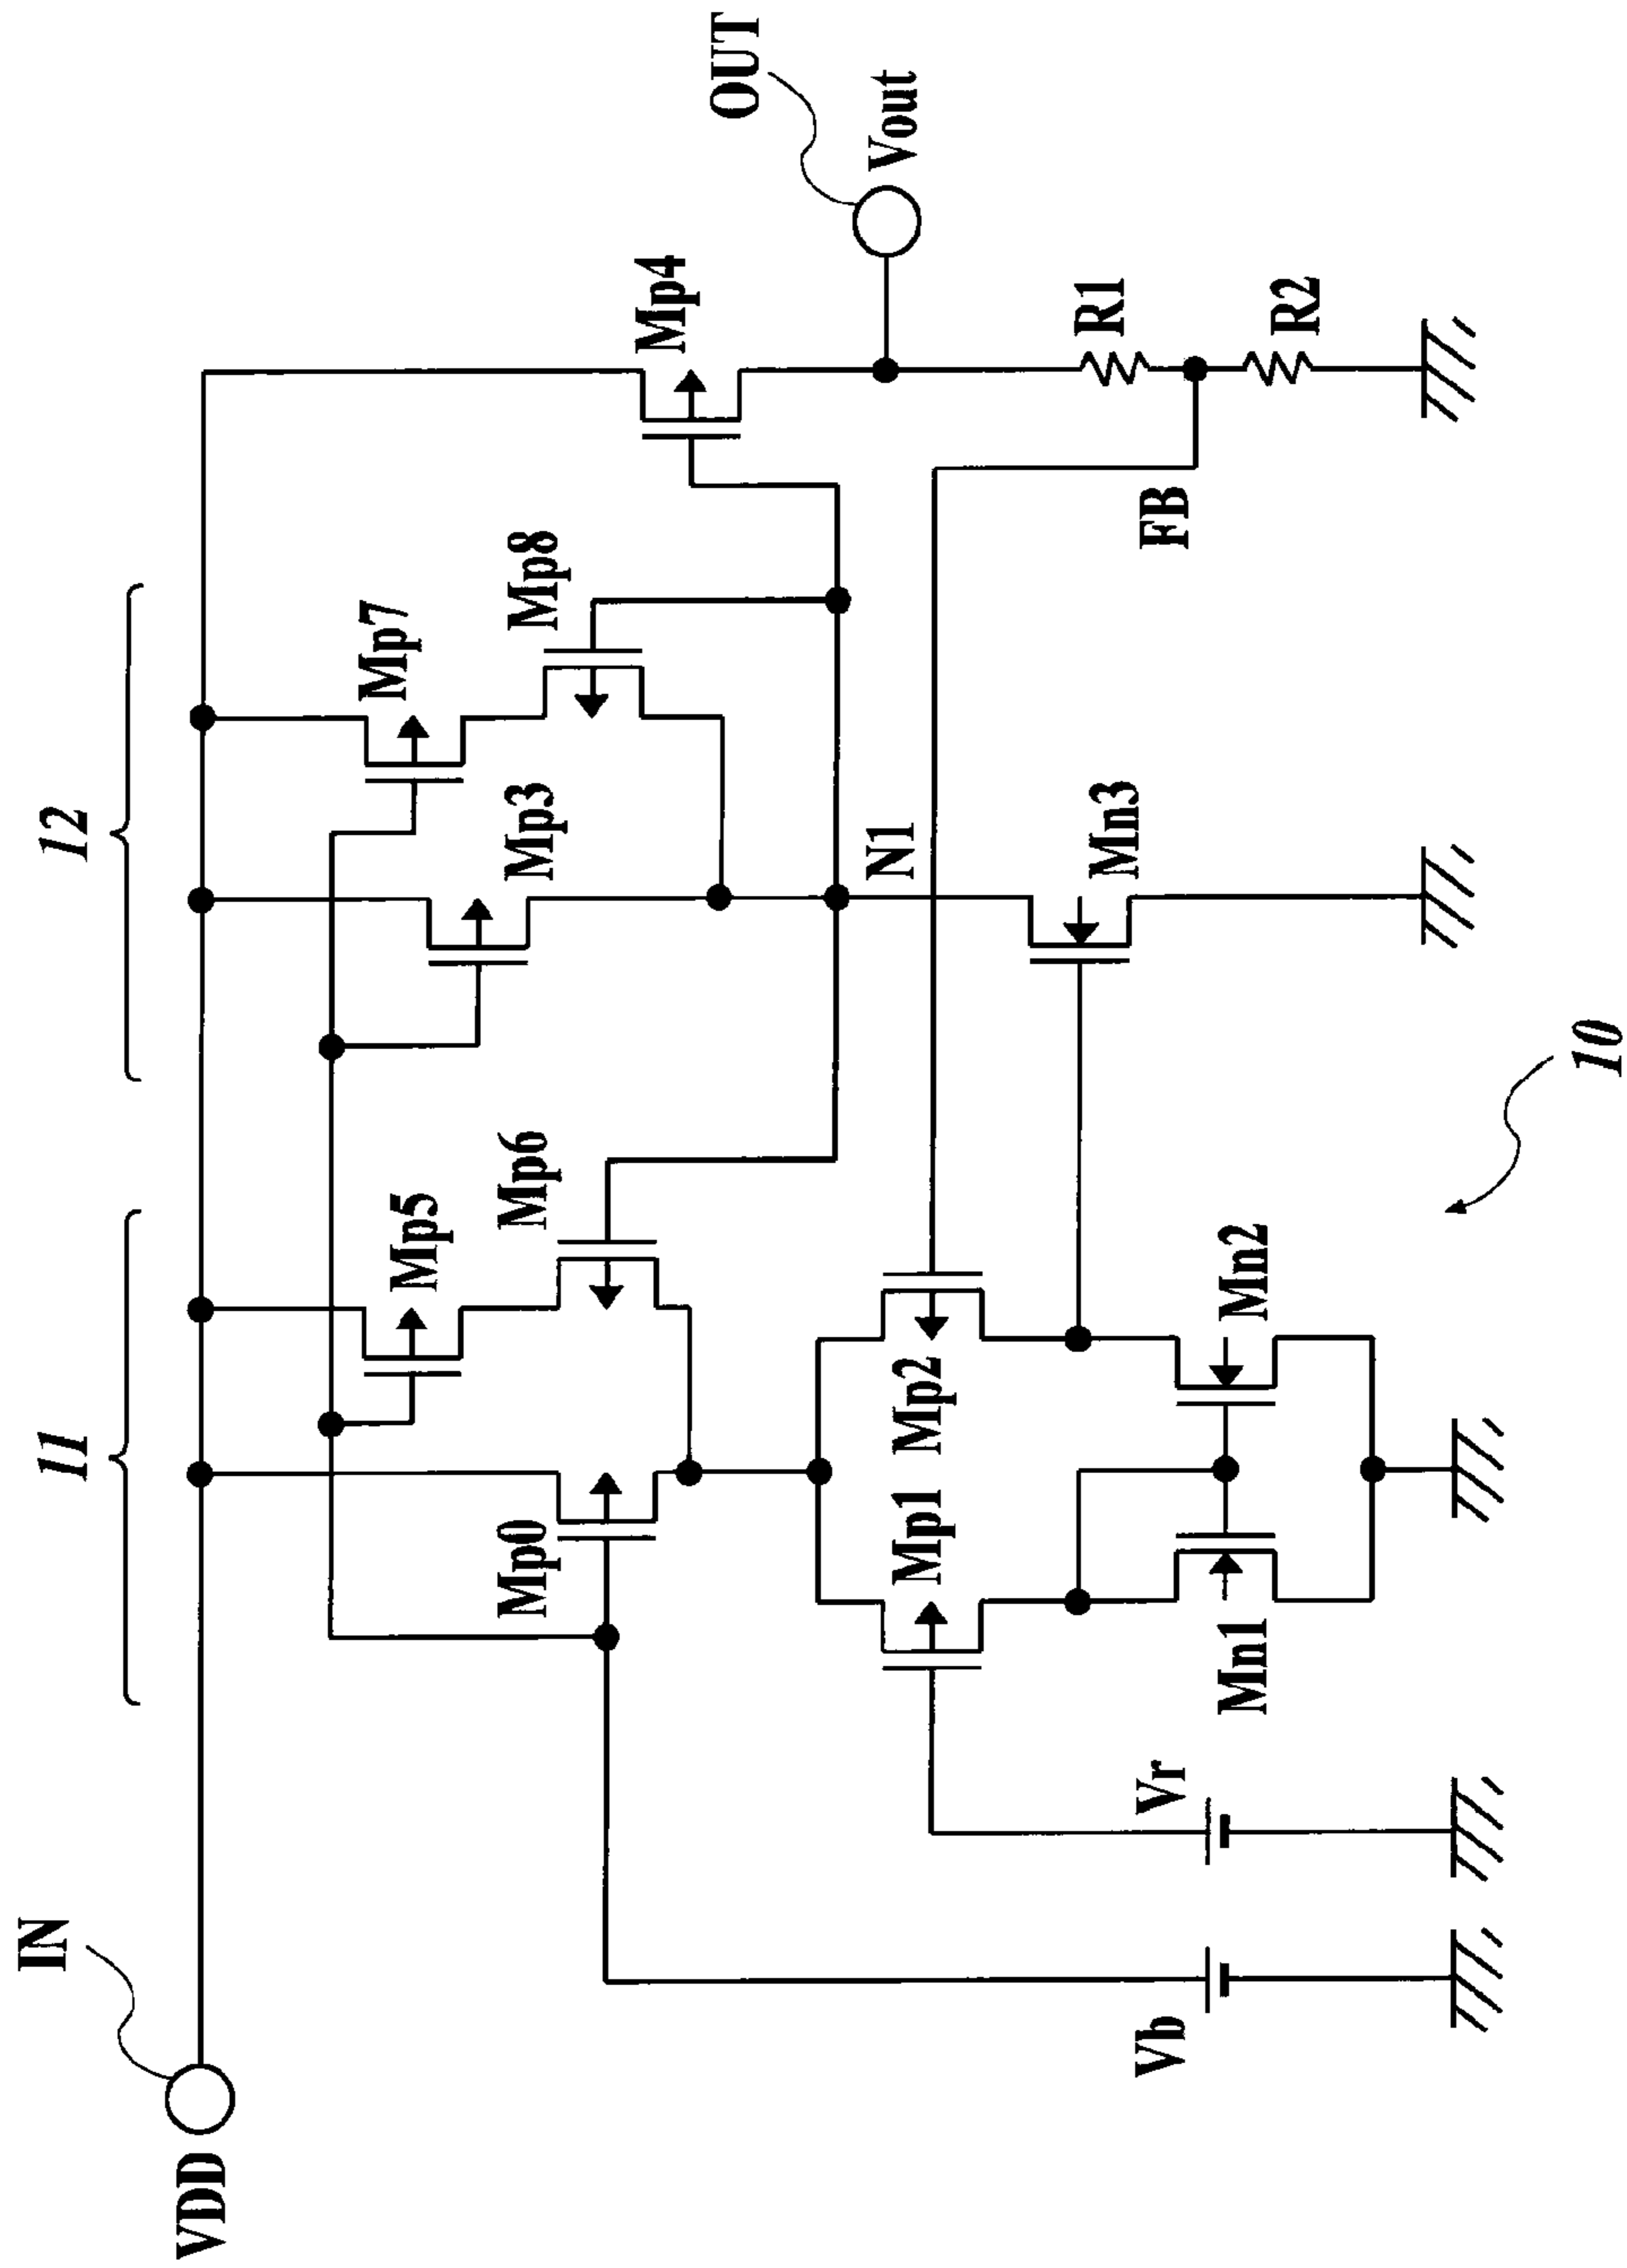 11
12
IN
VDD
Mp5
Mp7
Mp0
Mp6
Mp3
Mp8
Mp4
OUT
Vout
N1
Mp1
Mp2
Vb
Vr
Mn1
Mn2
Mn3
FB
R1
R2
10